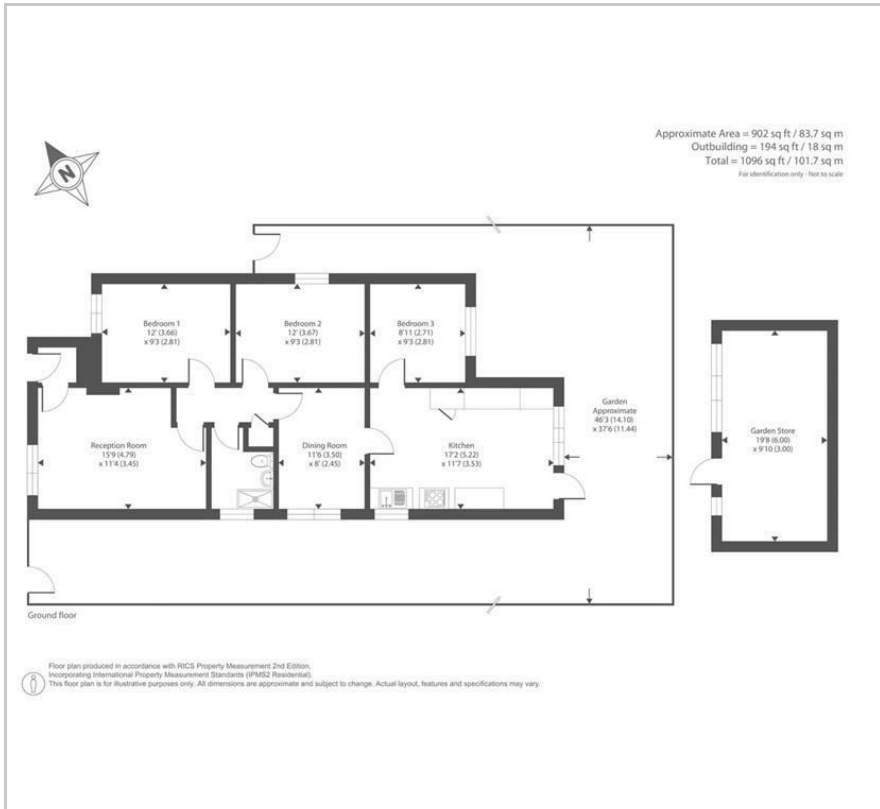 Approximate Area = 902 sq ft / 83.7 sq m
Outbuilding = 194 sq ft / 18 sq m
Total = 1096 sq ft / 101.7 sq m
For identification only - Not to scale
N
Bedroom 1
12' (3.66)
x 9'3 (2.81)
Bedroom 2
12' (3.67)
x 9'3 (2.81)
Bedroom 3
8'11 (2.71)
x 9'3 (2.81)
Reception Room
15'9 (4.79)
x 11'4 (3.45)
Dining Room
11'6 (3.50)
x 8' (2.45)
Kitchen
17'2 (5.22)
x 11'7 (3.53)
Garden
Approximate
46'3 (14.10)
x 37'6 (11.44)
Garden Store
19'8 (6.00)
x 9'10 (3.00)
Ground floor
Floor plan produced in accordance with RICS Property Measurement 2nd Edition,
Incorporating International Property Measurement Standards (IPMS2 Residential).
This floor plan is for illustrative purposes only. All dimensions are approximate and subject to change. Actual layout, features and specifications may vary.